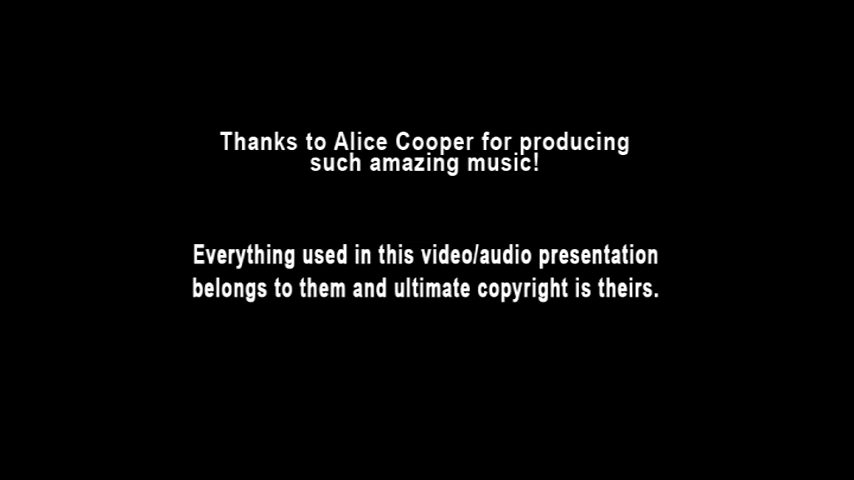 Thanks to Alice Cooper for producing
such amazing music!
Everything used in this video/audio presentation
belongs to them and ultimate copyright is theirs.